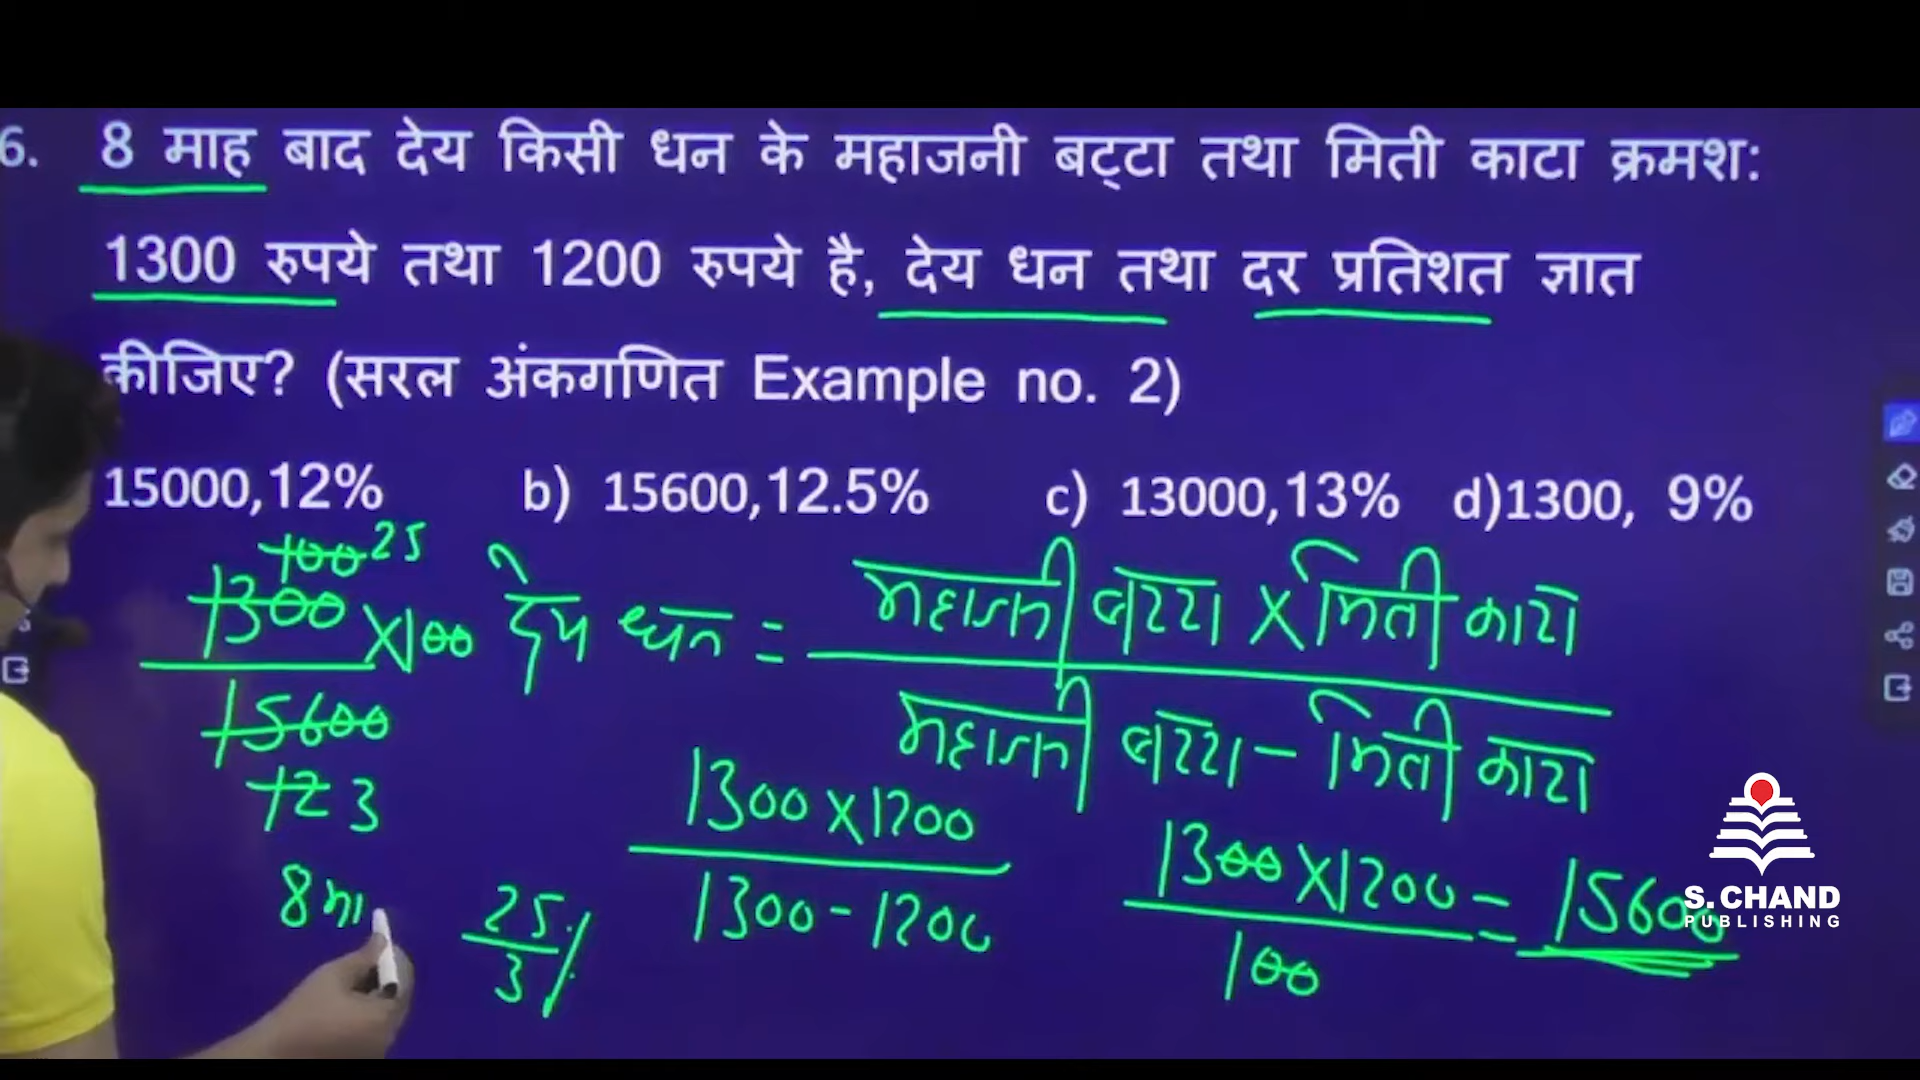 6. 8 माह बाद देय किसी धन के महाजनी बट्टा तथा मिती काटा क्रमश:
1300 रुपये तथा 1200 रुपये है, देय धन तथा दर प्रतिशत ज्ञात
कीजिए? (सरल अंकगणित Example no. 2)
15000,12% b) 15600,12.5% c) 13000,13% d)1300, 9%
100 25
1300 X100
15600
12 3
8 मा
25 %
3
देय धन = महाजनी बट्टा X मिती काटा
महाजनी बट्टा - मिती काटा
1300 X 1200
1300 - 1200
1300 X 1200 = 15600
100
S. CHAND
PUBLISHING